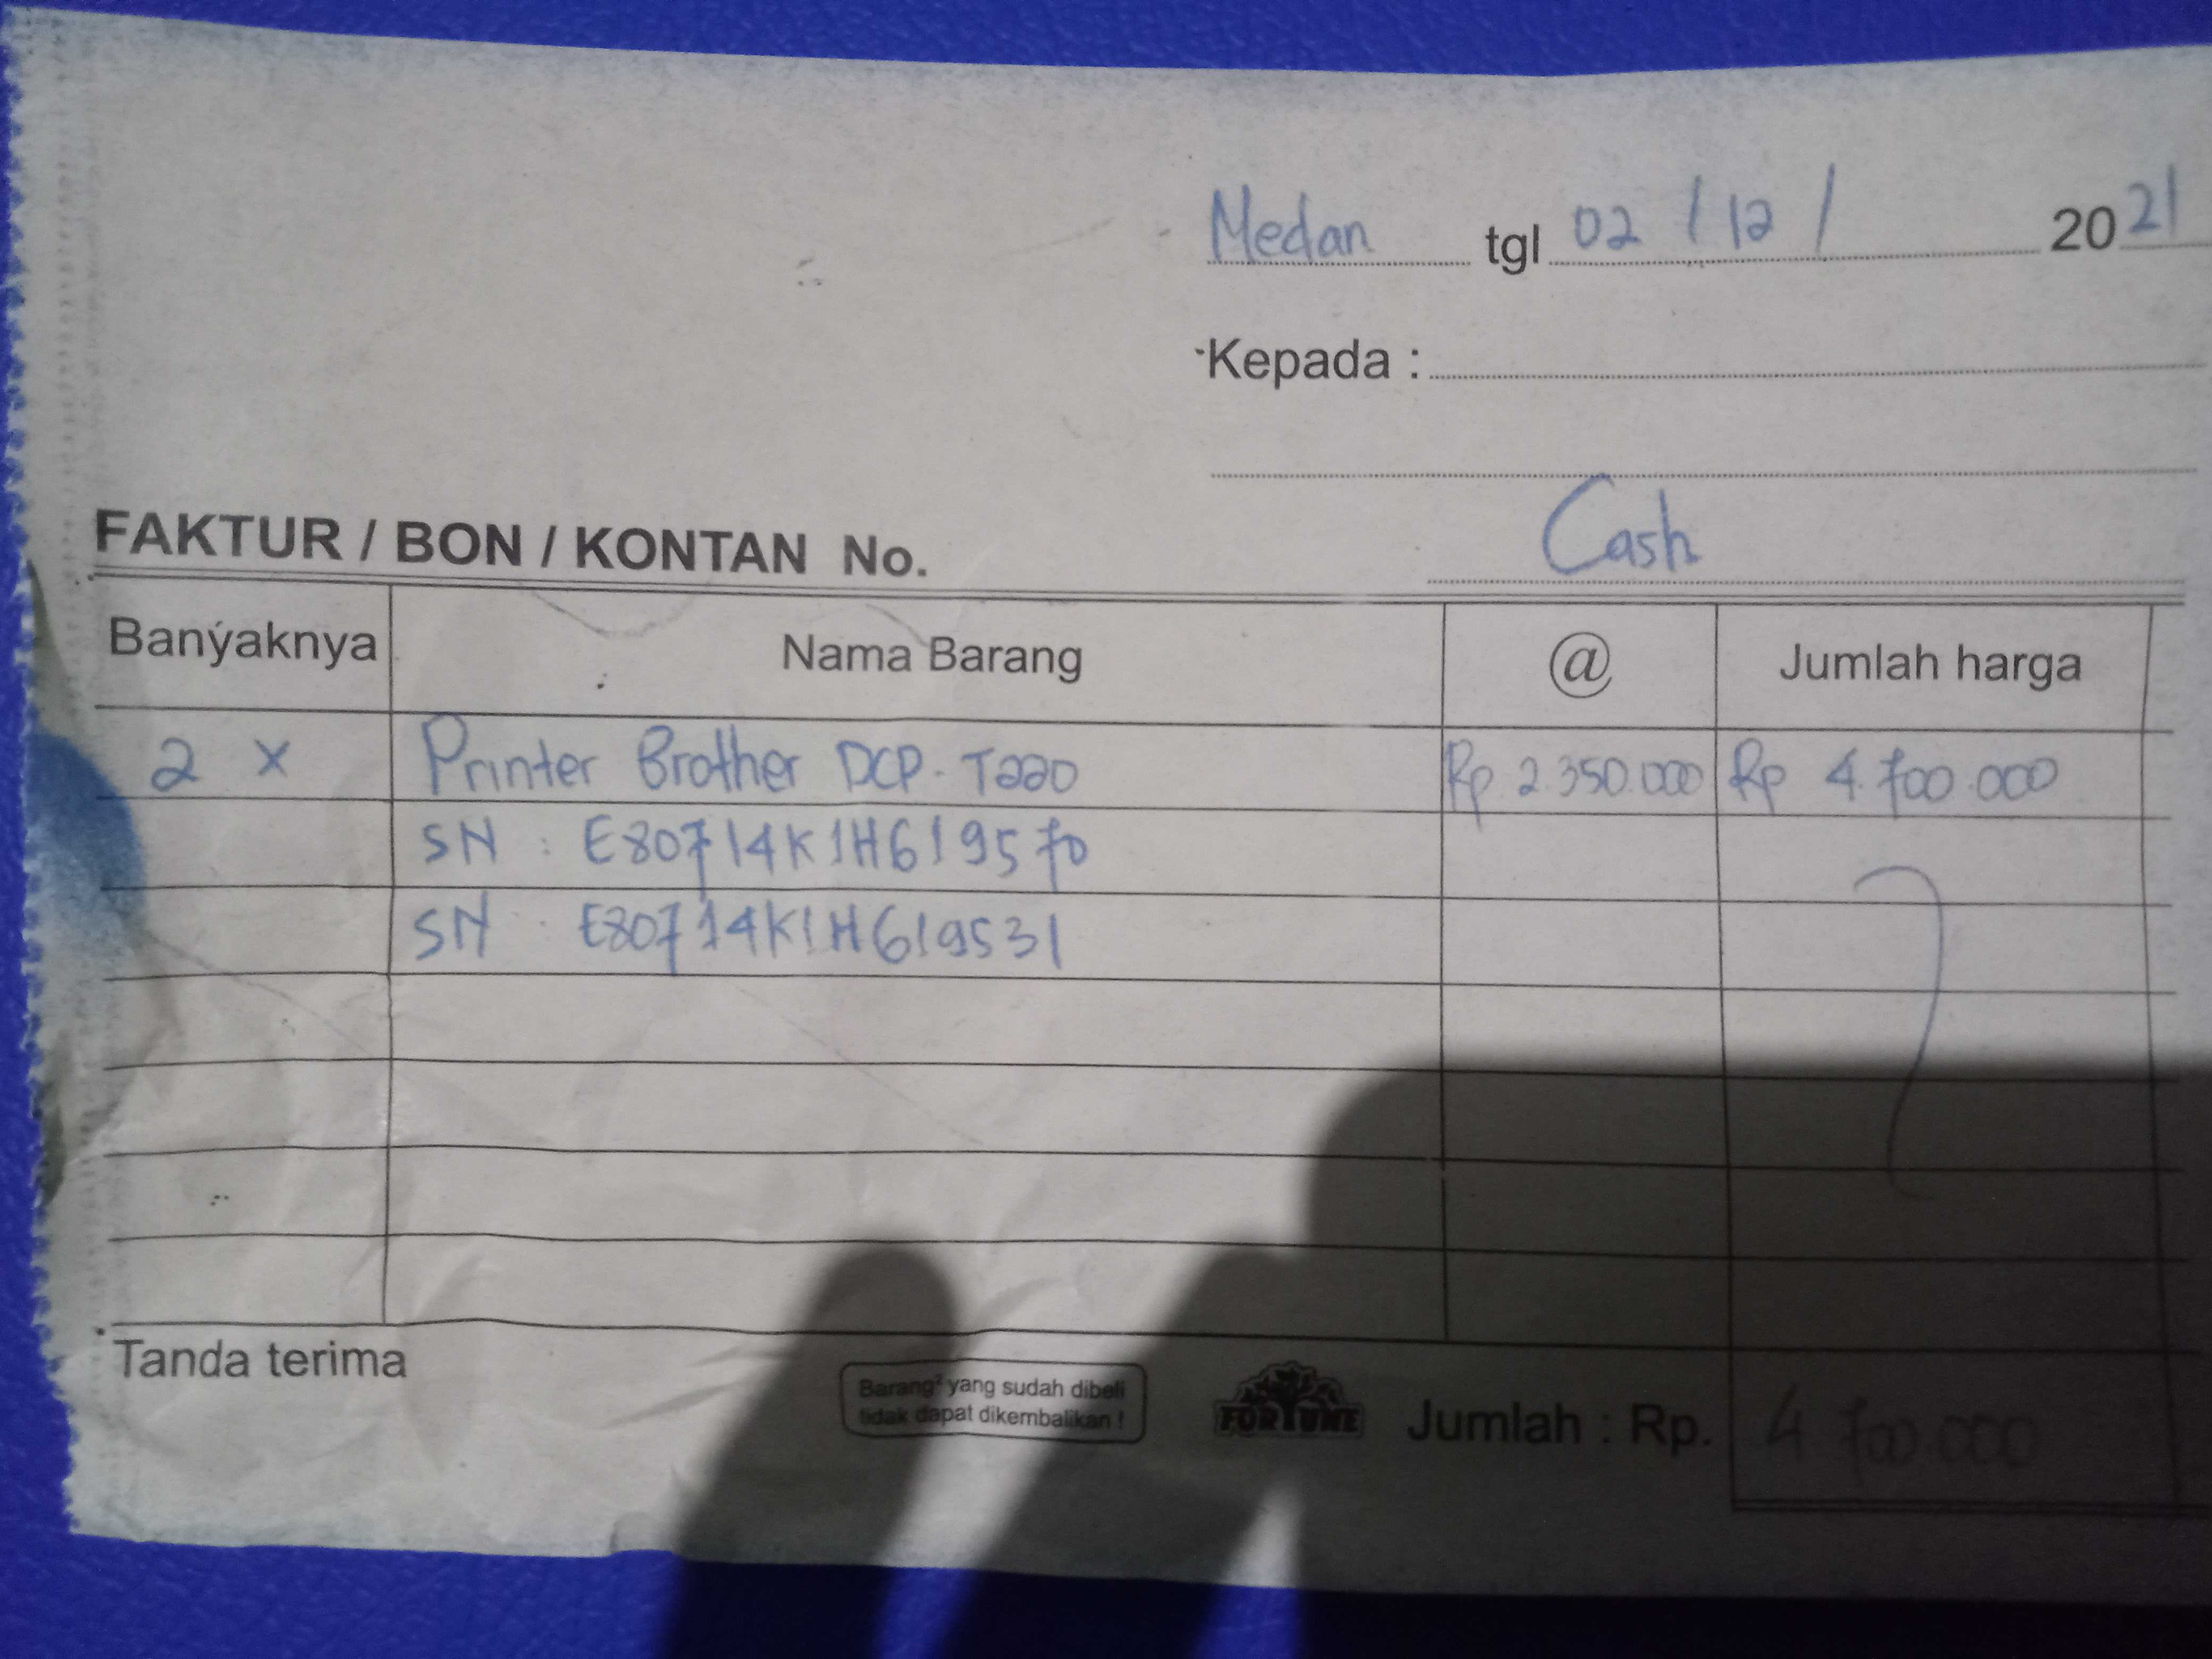 Medan tgl 02 / 12 / 2021
Kepada :
Cash
FAKTUR / BON / KONTAN No.
Banyaknya Nama Barang @ Jumlah harga
2 x Printer Brother DCP-T220 Rp 2.350.000 Rp 4.700.000
SN : E80714K1H619570
SN : E80714K1H619531
Tanda terima
Barang² yang sudah dibeli
tidak dapat dikembalikan !
FORTUNE
Jumlah : Rp. 4.700.000